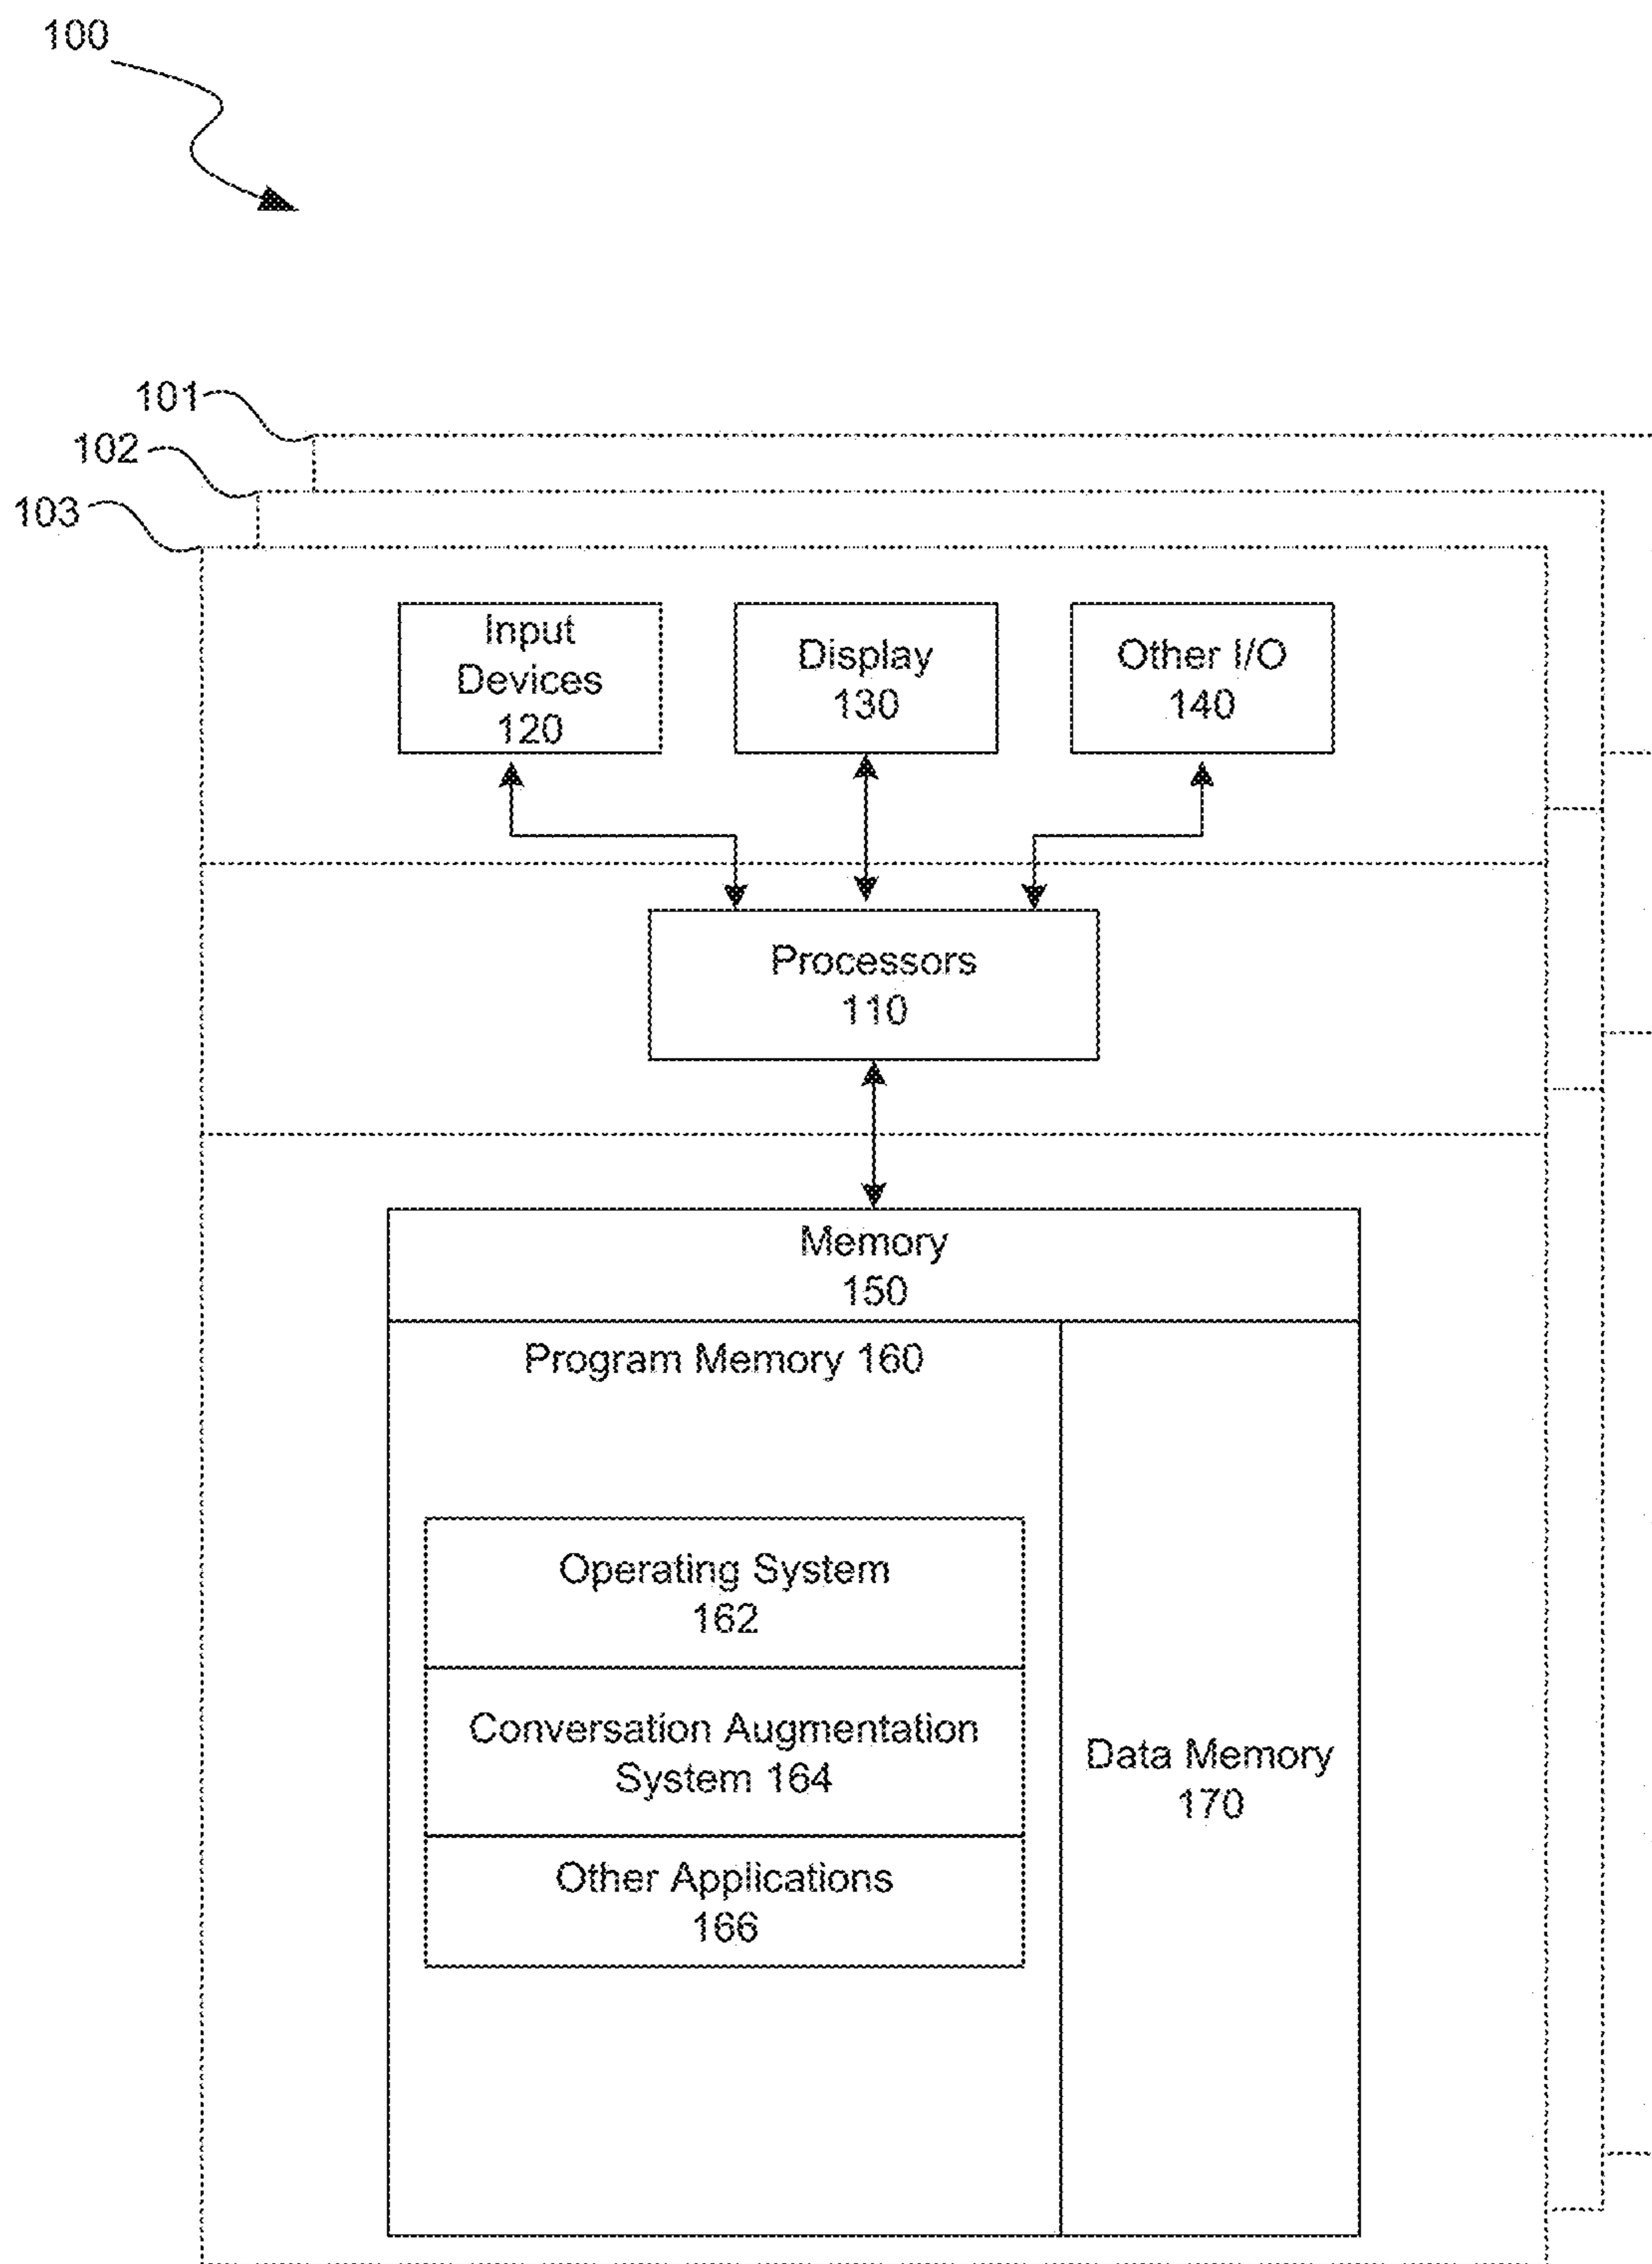 100
101
102
103
Input
Devices
120
Display
130
Other I/O
140
Processors
110
Memory
150
Program Memory 160
Operating System
162
Conversation Augmentation
System 164
Other Applications
166
Data Memory
170